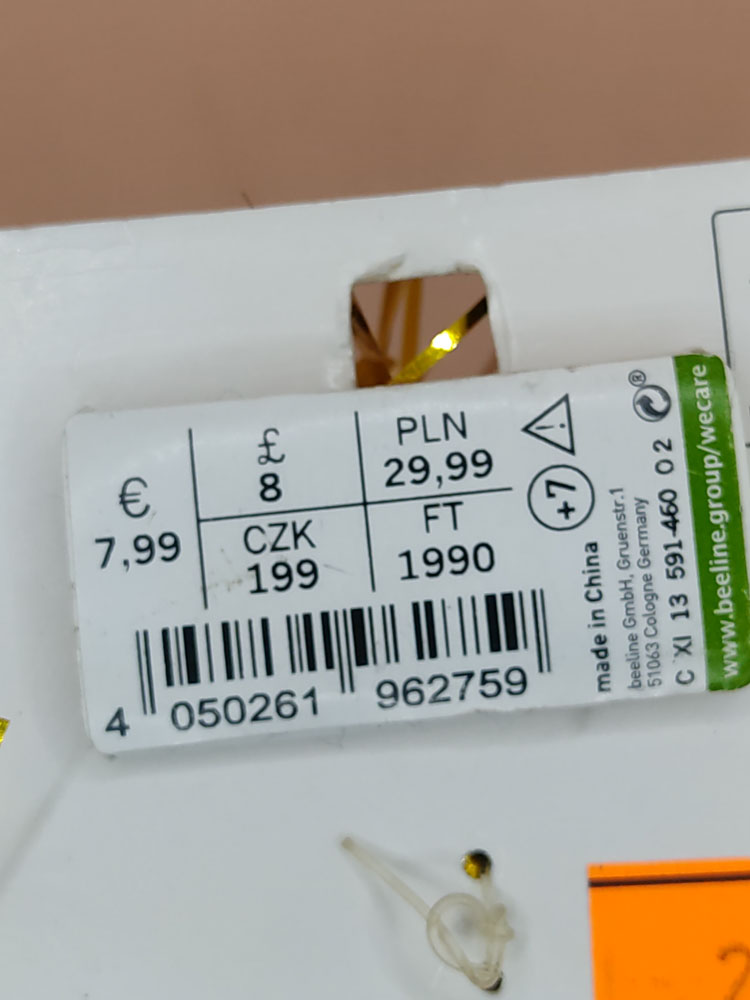 €
7,99
£
8
PLN
29,99
CZK
199
FT
1990
+7
4 050261 962759
made in China
beeline GmbH, Gruenstr.1
51063 Cologne Germany
C XI 13 591-460 02
®
www.beeline.group/wecare
2